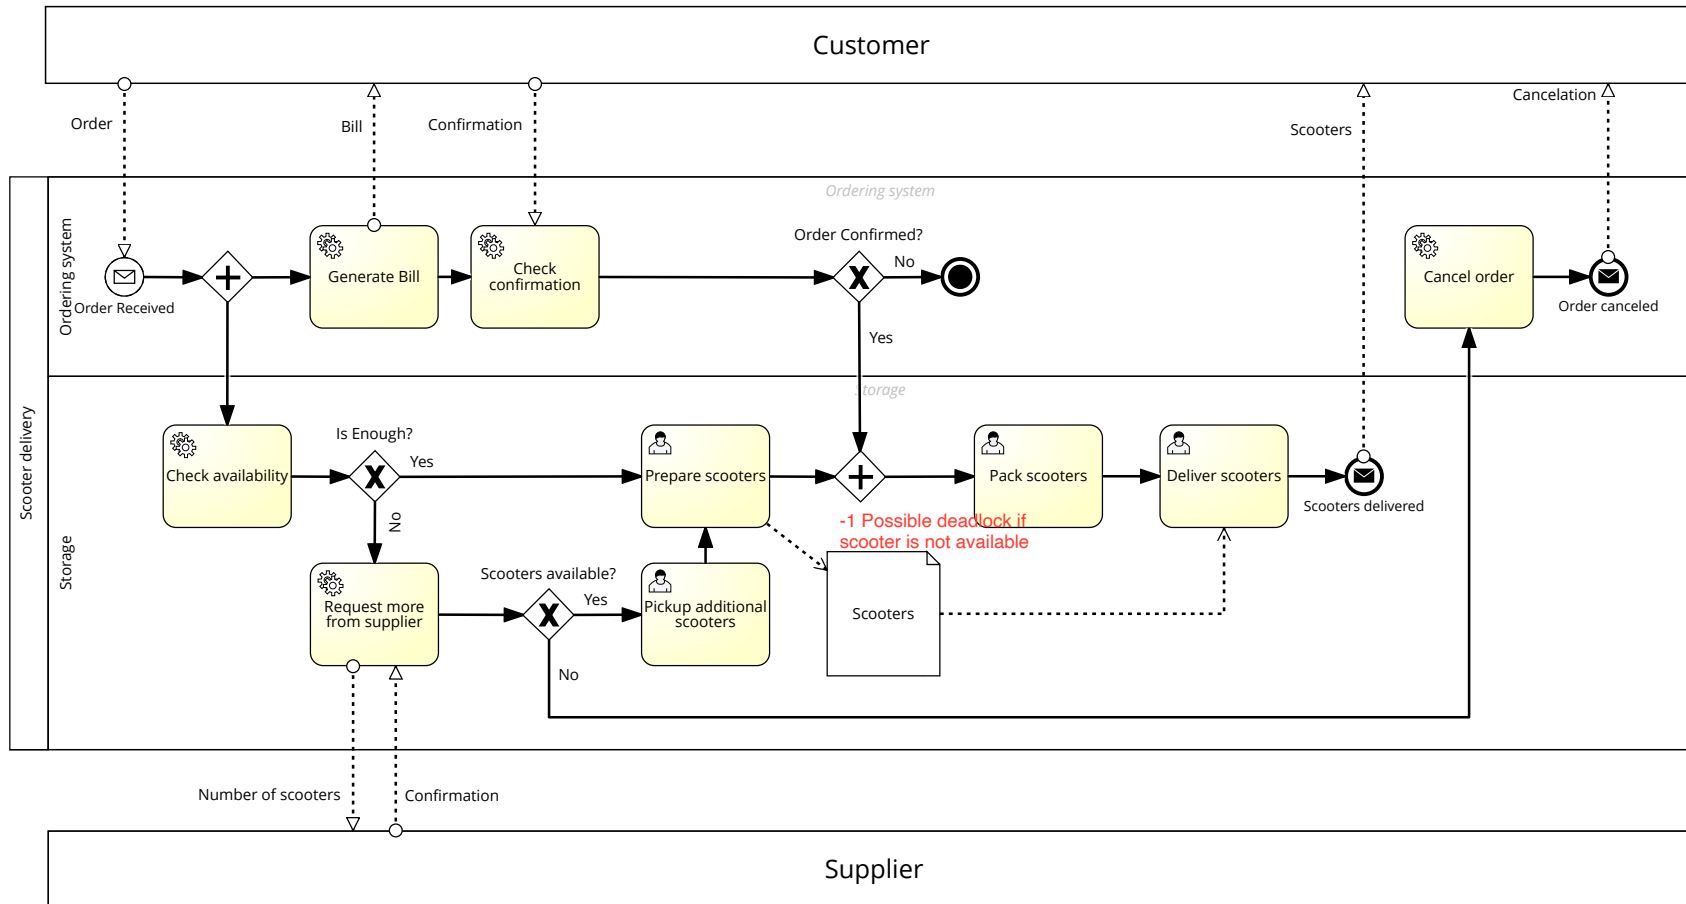 Customer
Order
Bill
Confirmation
Scooters
Cancelation
Scooter delivery
Ordering system
Ordering system
Order Received
Generate Bill
Check
confirmation
Order Confirmed?
No
Yes
Cancel order
Order canceled
Storage
Storage
Check availability
Is Enough?
Yes
No
Prepare scooters
Pack scooters
Deliver scooters
Scooters delivered
-1 Possible deadlock if
scooter is not available
Request more
from supplier
Scooters available?
Yes
No
Pickup additional
scooters
Scooters
Number of scooters
Confirmation
Supplier